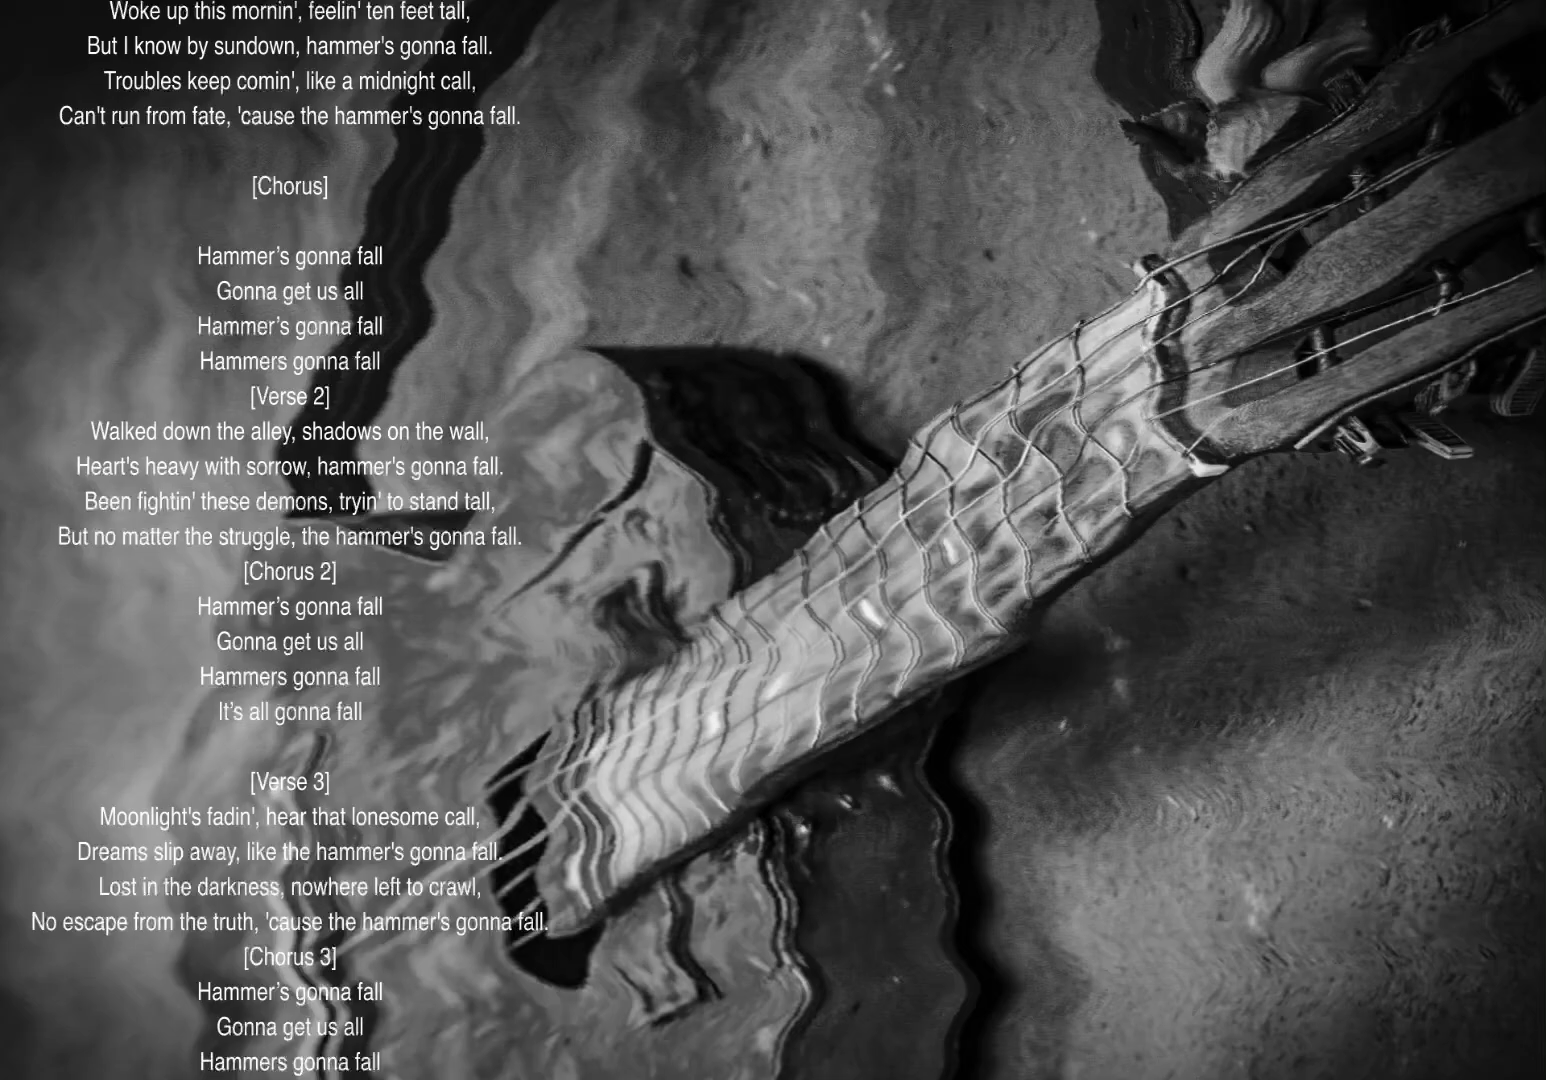 Woke up this mornin', feelin' ten feet tall,
But I know by sundown, hammer's gonna fall.
Troubles keep comin', like a midnight call,
Can't run from fate, 'cause the hammer's gonna fall.
[Chorus]
Hammer’s gonna fall
Gonna get us all
Hammer’s gonna fall
Hammers gonna fall
[Verse 2]
Walked down the alley, shadows on the wall,
Heart's heavy with sorrow, hammer's gonna fall.
Been fightin' these demons, tryin' to stand tall,
But no matter the struggle, the hammer's gonna fall.
[Chorus 2]
Hammer’s gonna fall
Gonna get us all
Hammers gonna fall
It’s all gonna fall
[Verse 3]
Moonlight's fadin', hear that lonesome call,
Dreams slip away, like the hammer's gonna fall.
Lost in the darkness, nowhere left to crawl,
No escape from the truth, 'cause the hammer's gonna fall.
[Chorus 3]
Hammer’s gonna fall
Gonna get us all
Hammers gonna fall